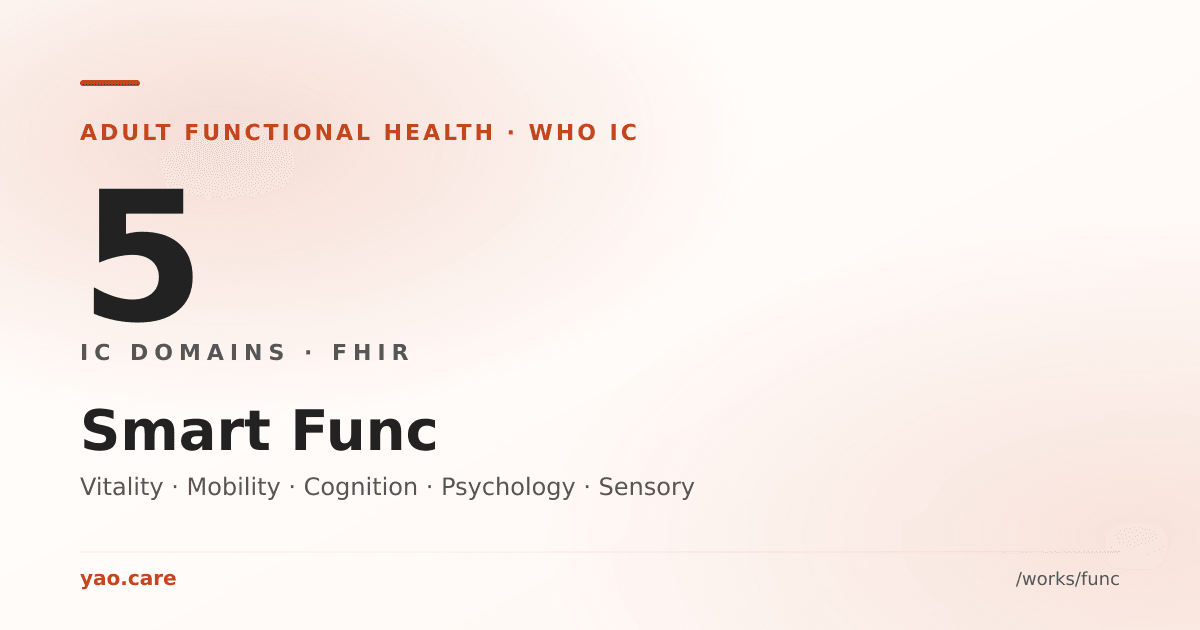 ADULT FUNCTIONAL HEALTH · WHO IC
5
IC DOMAINS · FHIR
Smart Func
Vitality · Mobility · Cognition · Psychology · Sensory
yao.care
/works/func